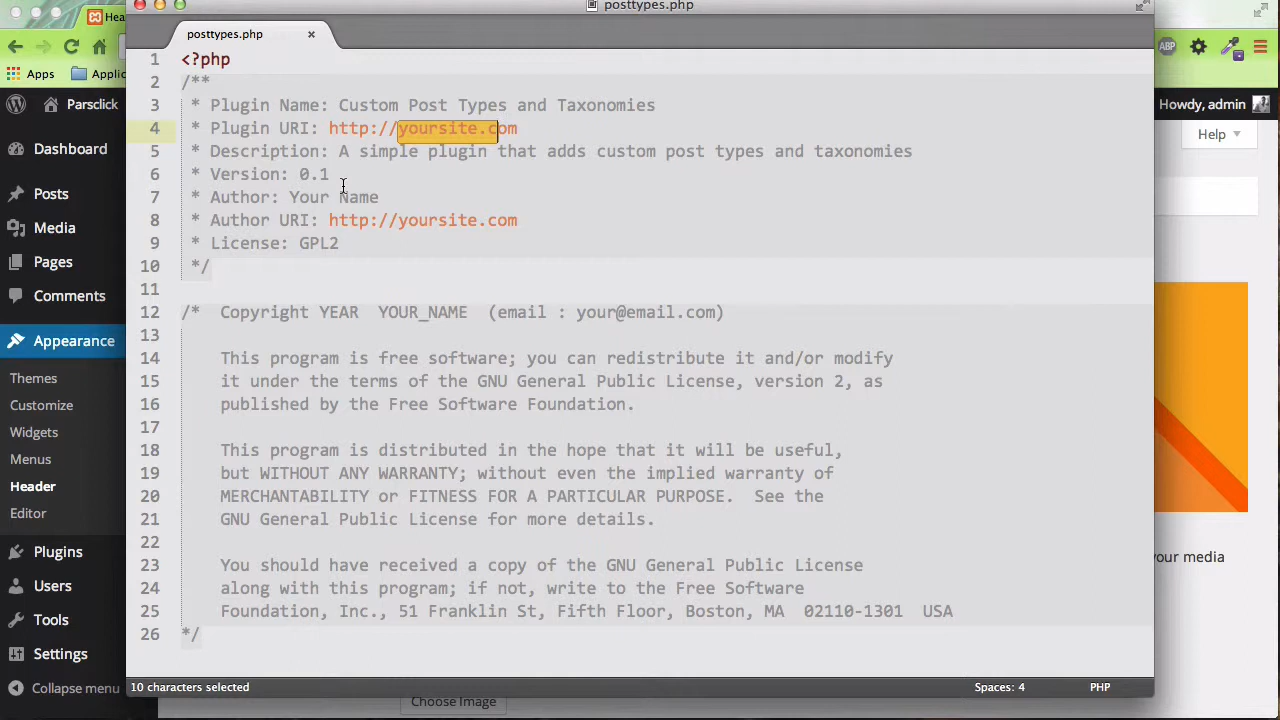 posttypes.php
Hea
posttypes.php ×
ABP
Apps
Applic
Parsclick
Howdy, admin
Help
Dashboard
Posts
Media
Pages
Comments
Appearance
Themes
Customize
Widgets
Menus
Header
Editor
Plugins
Users
Tools
Settings
Collapse menu
1 <?php
2 /**
3  * Plugin Name: Custom Post Types and Taxonomies
4  * Plugin URI: http://yoursite.com
5  * Description: A simple plugin that adds custom post types and taxonomies
6  * Version: 0.1
7  * Author: Your Name
8  * Author URI: http://yoursite.com
9  * License: GPL2
10  */
11
12 /*  Copyright YEAR  YOUR_NAME  (email : your@email.com)
13
14     This program is free software; you can redistribute it and/or modify
15     it under the terms of the GNU General Public License, version 2, as
16     published by the Free Software Foundation.
17
18     This program is distributed in the hope that it will be useful,
19     but WITHOUT ANY WARRANTY; without even the implied warranty of
20     MERCHANTABILITY or FITNESS FOR A PARTICULAR PURPOSE.  See the
21     GNU General Public License for more details.
22
23     You should have received a copy of the GNU General Public License
24     along with this program; if not, write to the Free Software
25     Foundation, Inc., 51 Franklin St, Fifth Floor, Boston, MA  02110-1301  USA
26 */
your media
10 characters selected
Spaces: 4
PHP
Choose Image